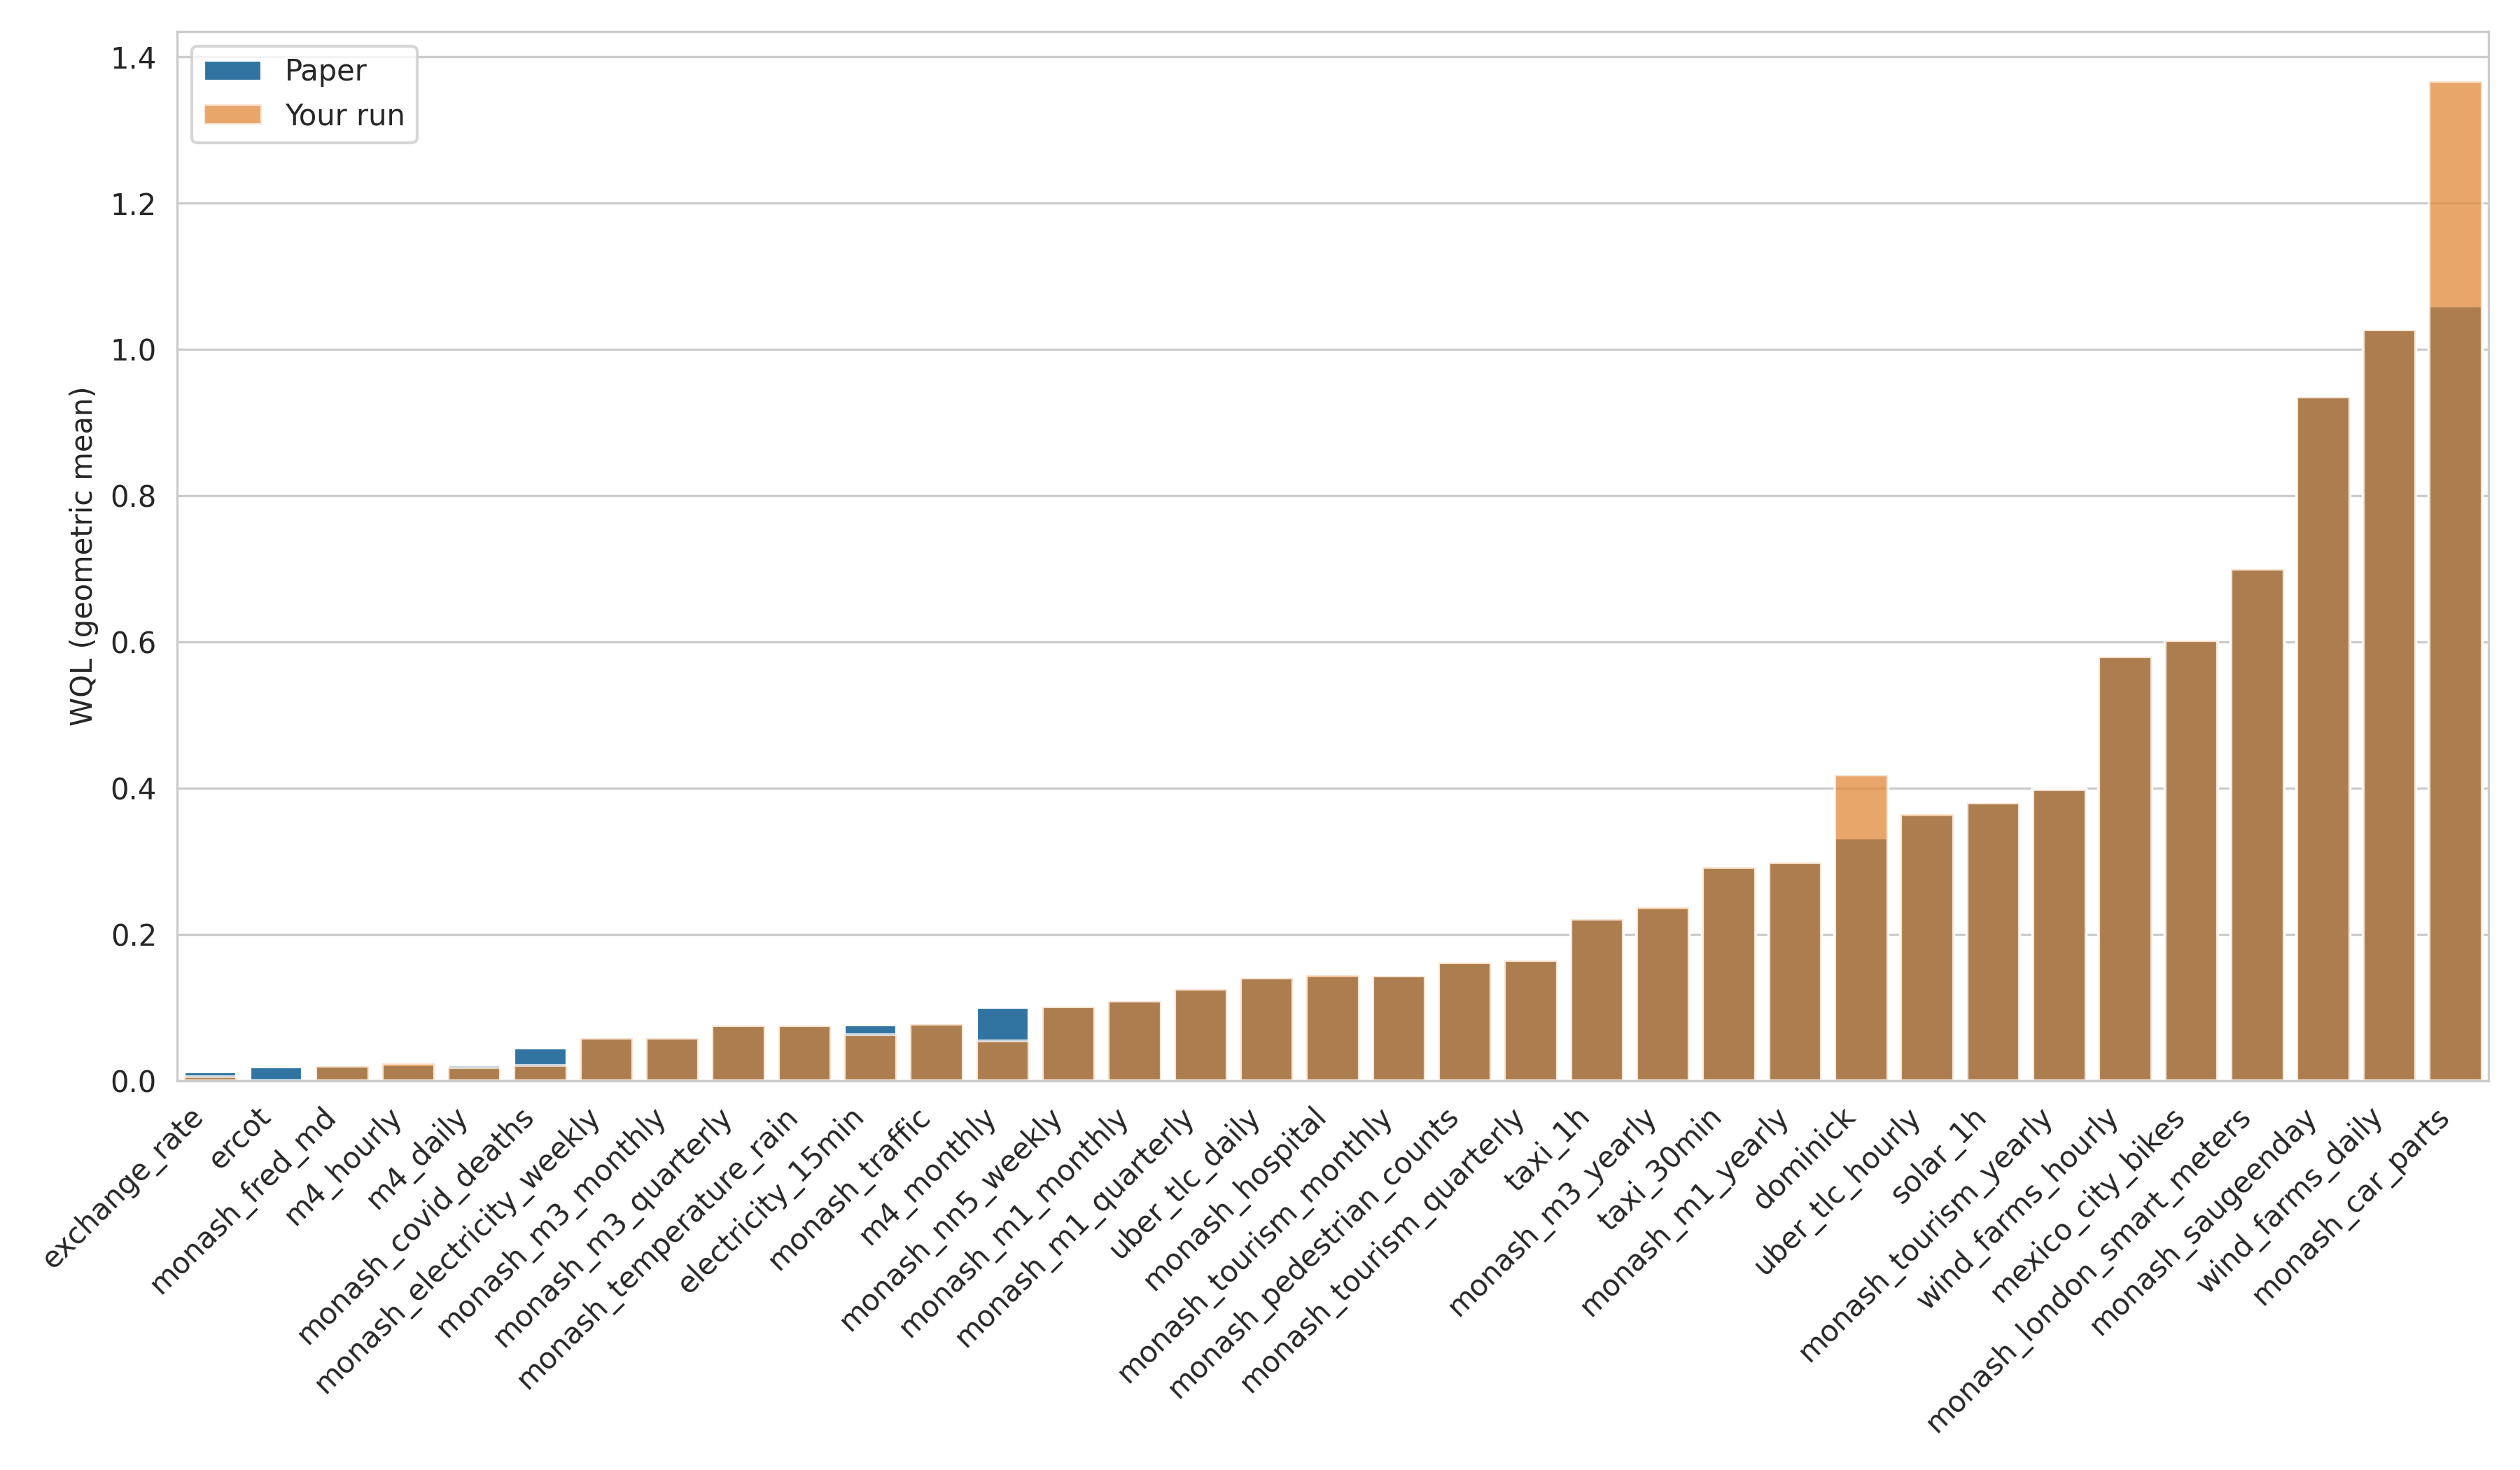 Paper
Your run
WQL (geometric mean)
1.4
1.2
1.0
0.8
0.6
0.4
0.2
0.0
exchange_rate
ercot
monash_fred_md
m4_hourly
m4_daily
monash_covid_deaths
monash_electricity_weekly
monash_m3_monthly
monash_m3_quarterly
monash_temperature_rain
electricity_15min
monash_traffic
m4_monthly
monash_nn5_weekly
monash_m1_monthly
monash_m1_quarterly
uber_tlc_daily
monash_hospital
monash_tourism_monthly
monash_pedestrian_counts
monash_tourism_quarterly
taxi_1h
monash_m3_yearly
taxi_30min
monash_m1_yearly
dominick
uber_tlc_hourly
solar_1h
monash_tourism_yearly
wind_farms_hourly
mexico_city_bikes
monash_london_smart_meters
monash_saugeenday
wind_farms_daily
monash_car_parts